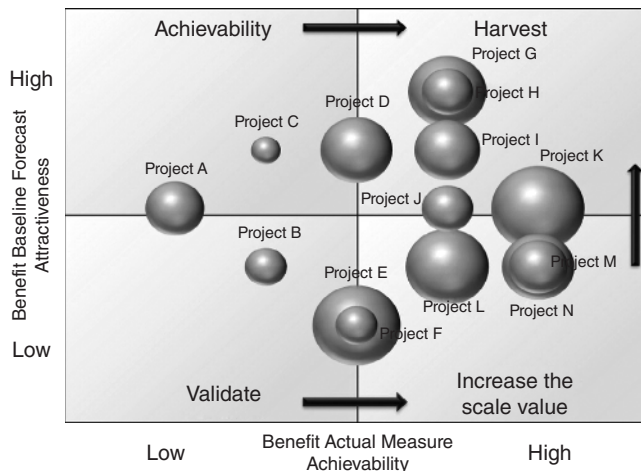 Achievability
Harvest
Project G
High
Project H
Project D
Project C
Project I
Project A
Project K
Project J
Benefit Baseline Forecast
Attractiveness
Project B
Project E
Project M
Project L
Project N
Project F
Low
Validate
Increase the
scale value
Low
Benefit Actual Measure
Achievability
High